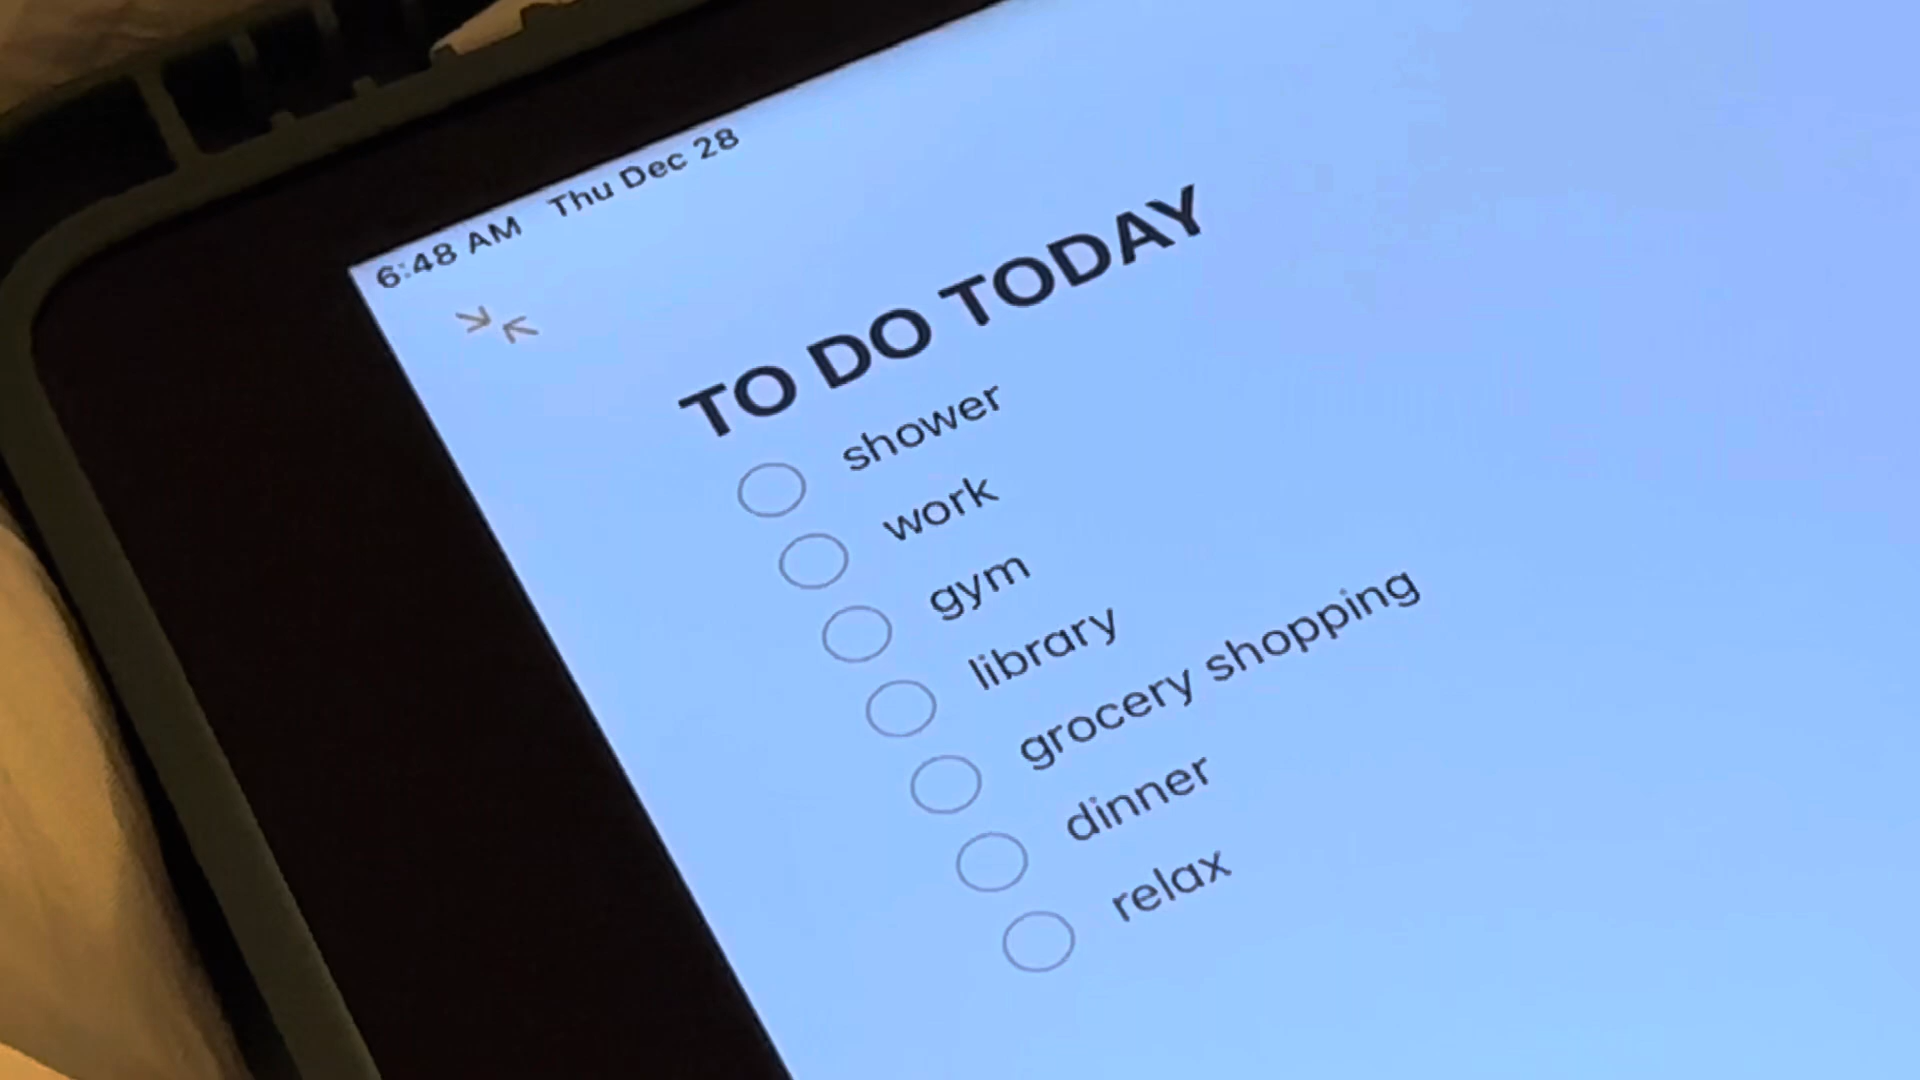 6:48 AM Thu Dec 28
TO DO TODAY
shower
work
gym
library
grocery shopping
dinner
relax